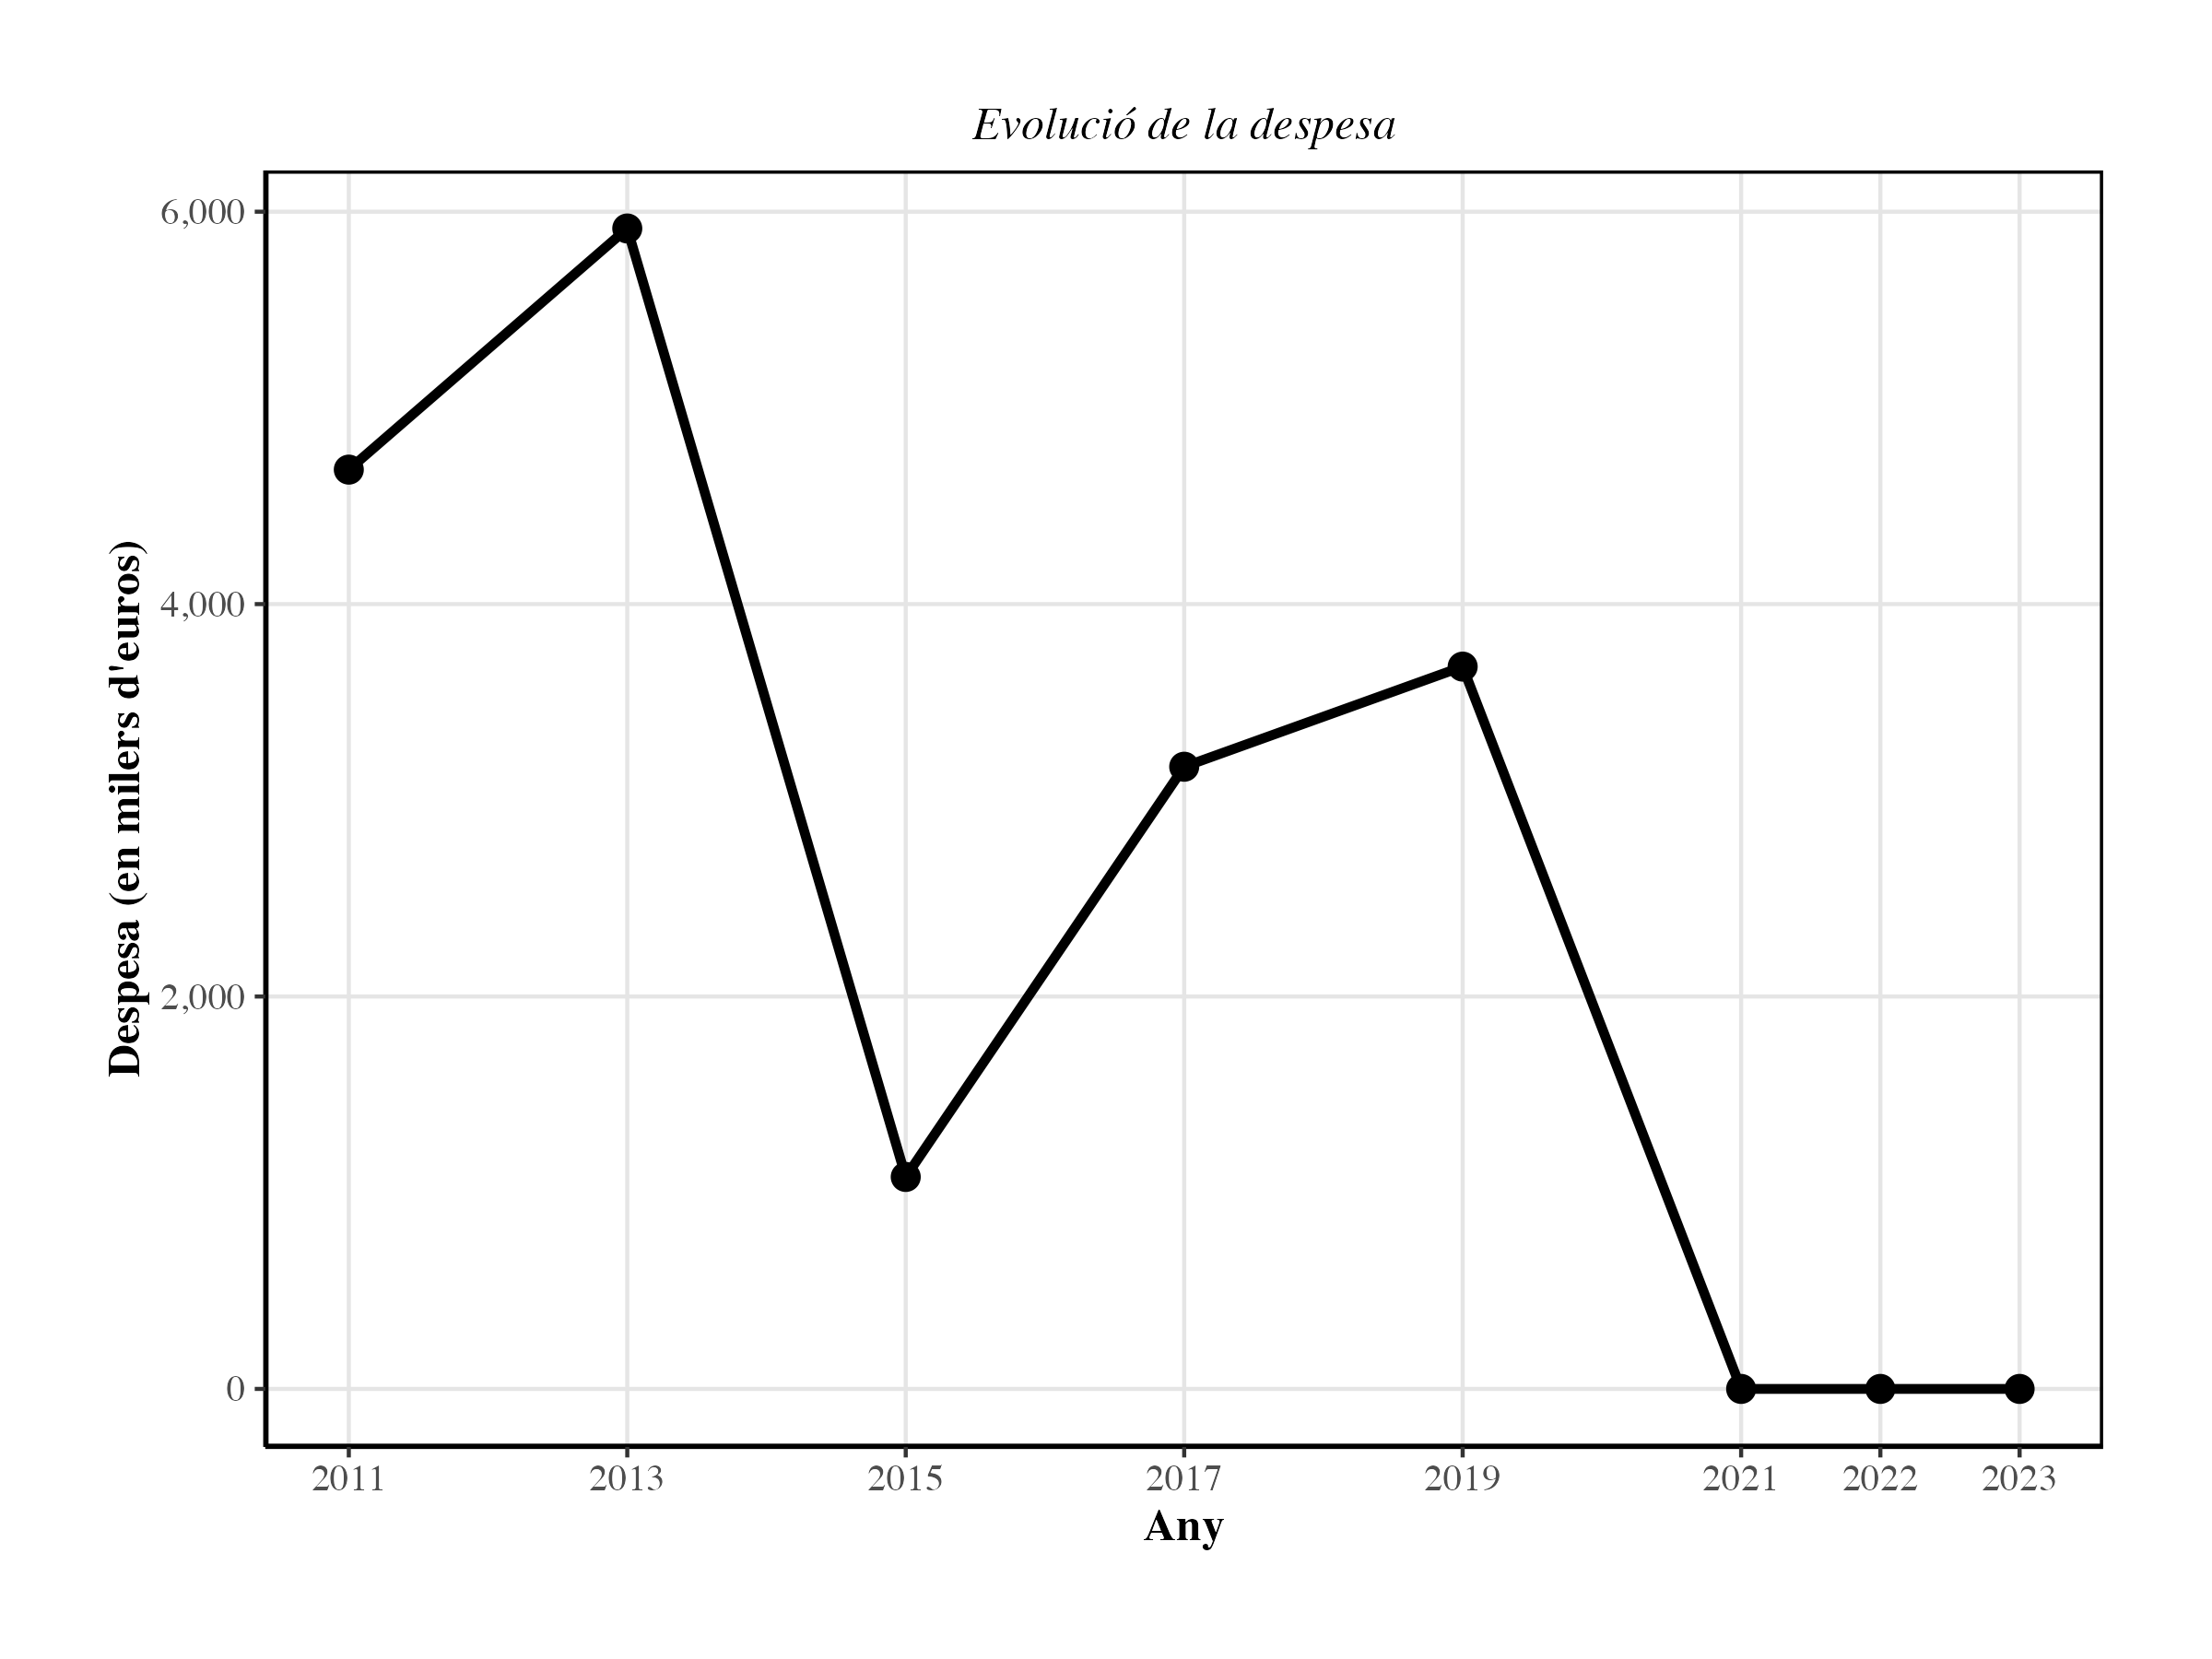 Evolució de la despesa
Despesa (en milers d'euros)
6,000
4,000
2,000
0
2011 2013 2015 2017 2019 2021 2022 2023
Any